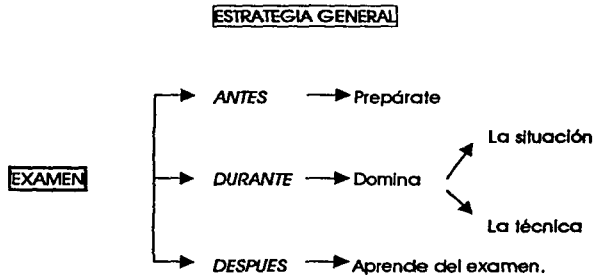 ESTRATEGIA GENERAL
ANTES Prepárate
La situación
EXAMEN DURANTE Domina
La técnica
DESPUES Aprende del examen.